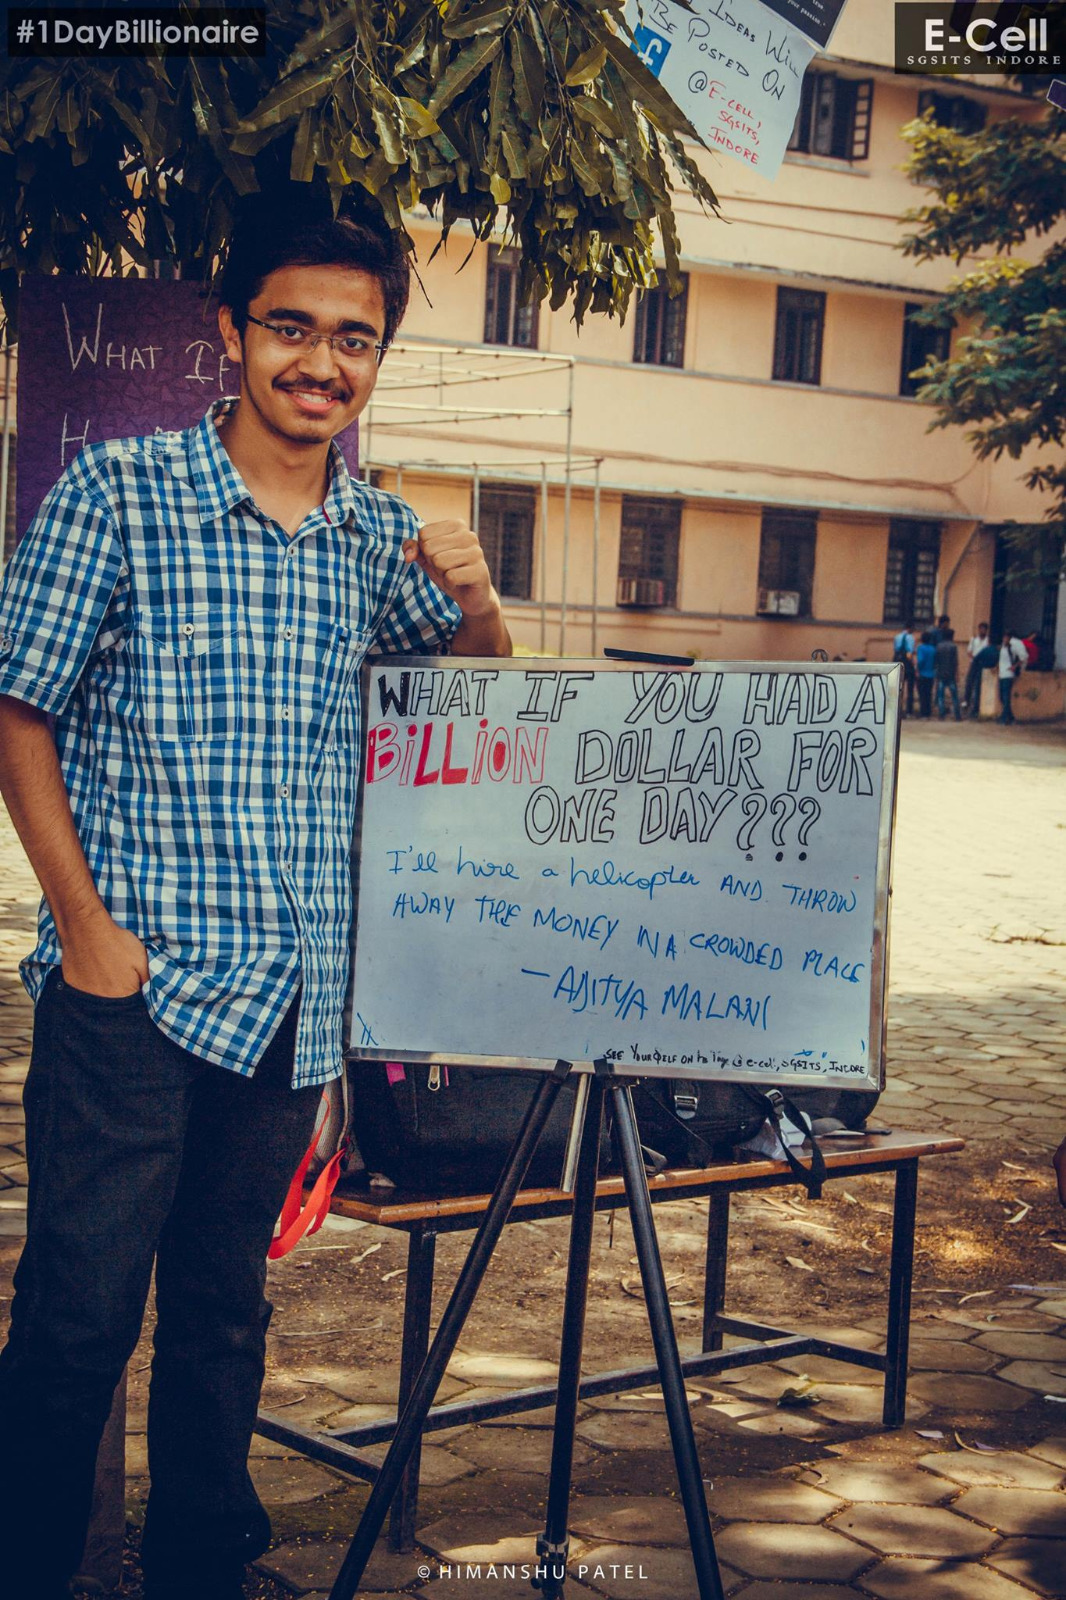 #1DayBillionaire
E-Cell
SGSITS INDORE
IDEAS WILL
BE POSTED ON
@E-CELL,
SGSITS,
INDORE
WHAT IF
WHAT IF YOU HAD A
BiLLiON DOLLAR FOR
ONE DAY???
I'll hire a helicopter AND THROW
AWAY THE MONEY IN A CROWDED PLACE
— ADITYA MALANI
SEE YOURSELF ON Page @ e-cell, SGSITS, INDORE
© HIMANSHU PATEL